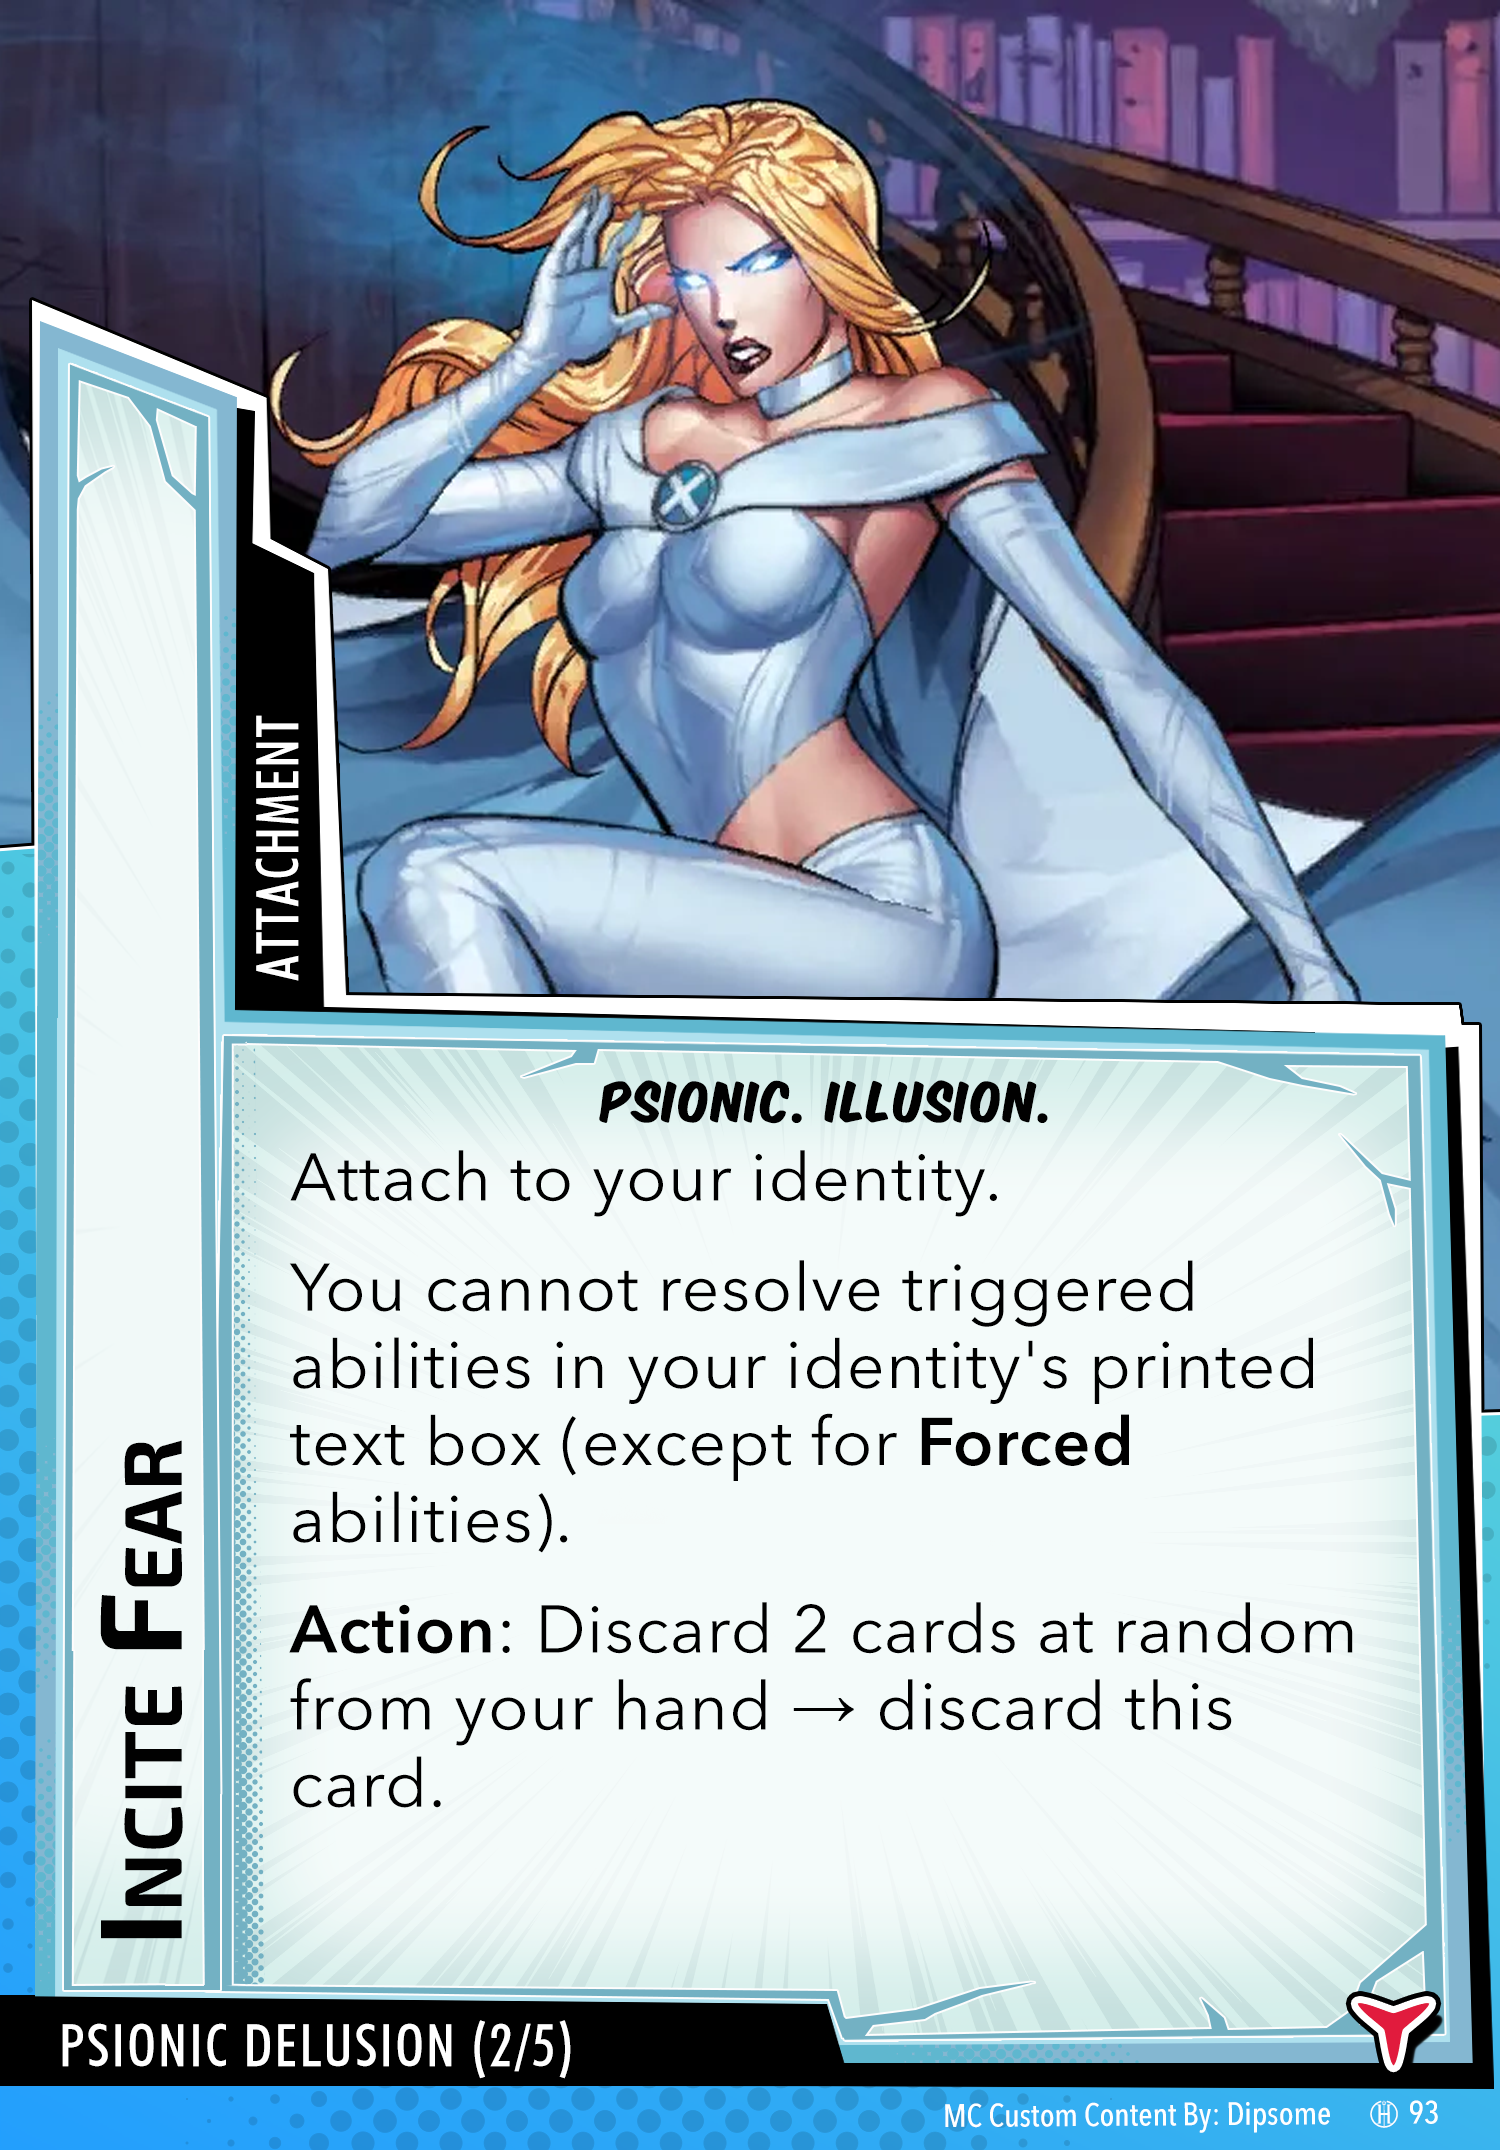 ATTACHMENT
INCITE FEAR
PSIONIC. ILLUSION.
Attach to your identity.
You cannot resolve triggered
abilities in your identity's printed
text box (except for Forced
abilities).
Action: Discard 2 cards at random
from your hand → discard this
card.
PSIONIC DELUSION (2/5)
MC Custom Content By: Dipsome
93